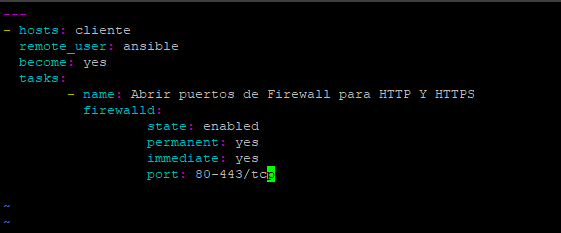 ---
- hosts: cliente
  remote_user: ansible
  become: yes
  tasks:
        - name: Abrir puertos de Firewall para HTTP Y HTTPS
          firewalld:
                  state: enabled
                  permanent: yes
                  immediate: yes
                  port: 80-443/tcp
~
~